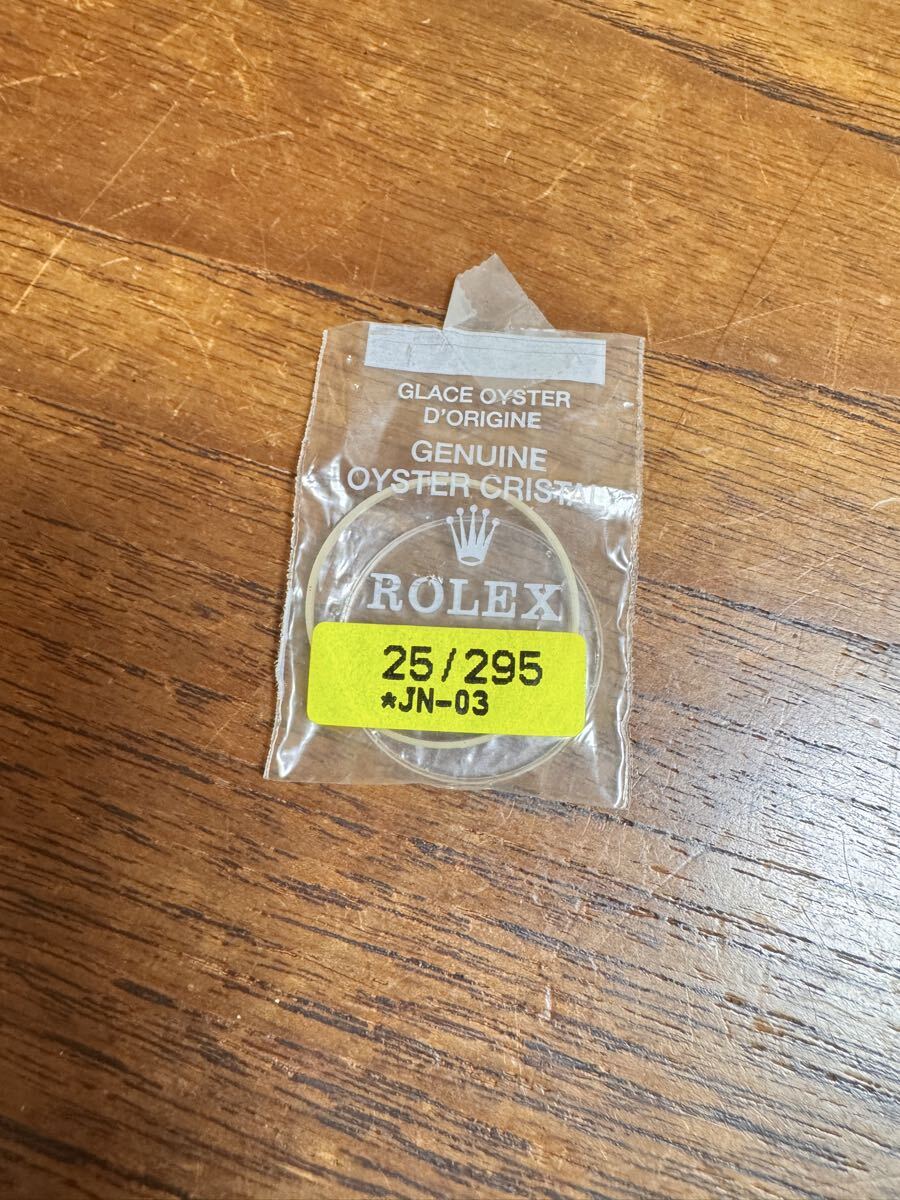 GLACE OYSTER
D'ORIGINE
GENUINE
OYSTER CRISTAL
ROLEX
25/295
*JN-03